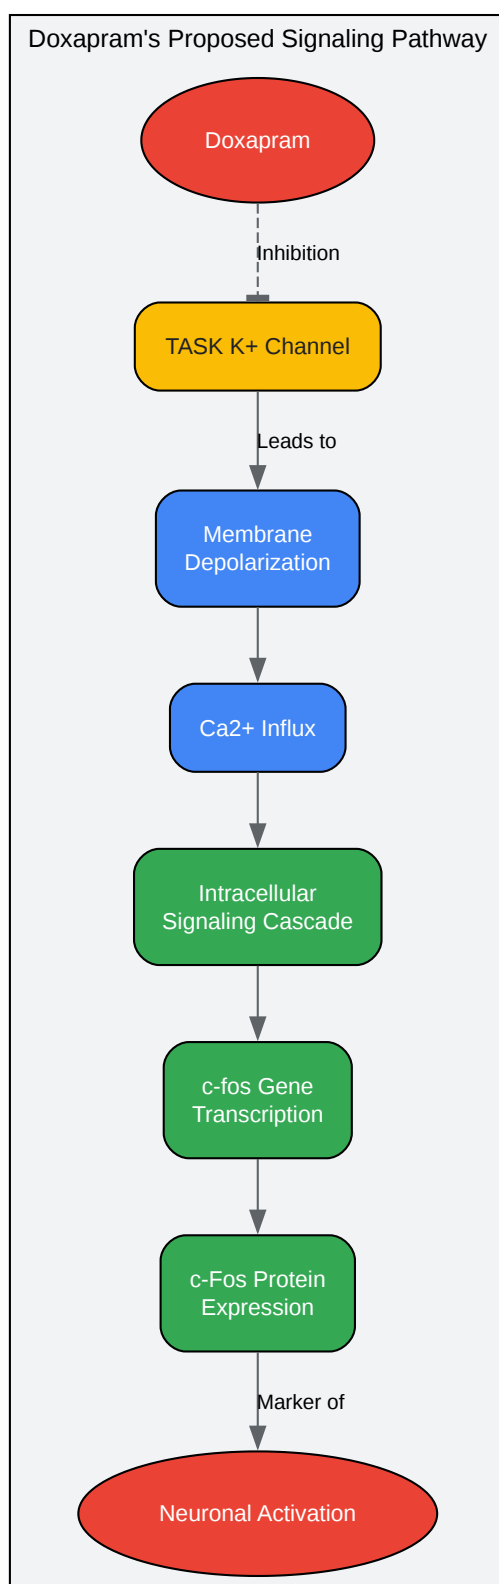 Doxapram's Proposed Signaling Pathway
Doxapram
Inhibition
TASK K+ Channel
Leads to
Membrane
Depolarization
Ca2+ Influx
Intracellular
Signaling Cascade
c-fos Gene
Transcription
c-Fos Protein
Expression
Marker of
Neuronal Activation